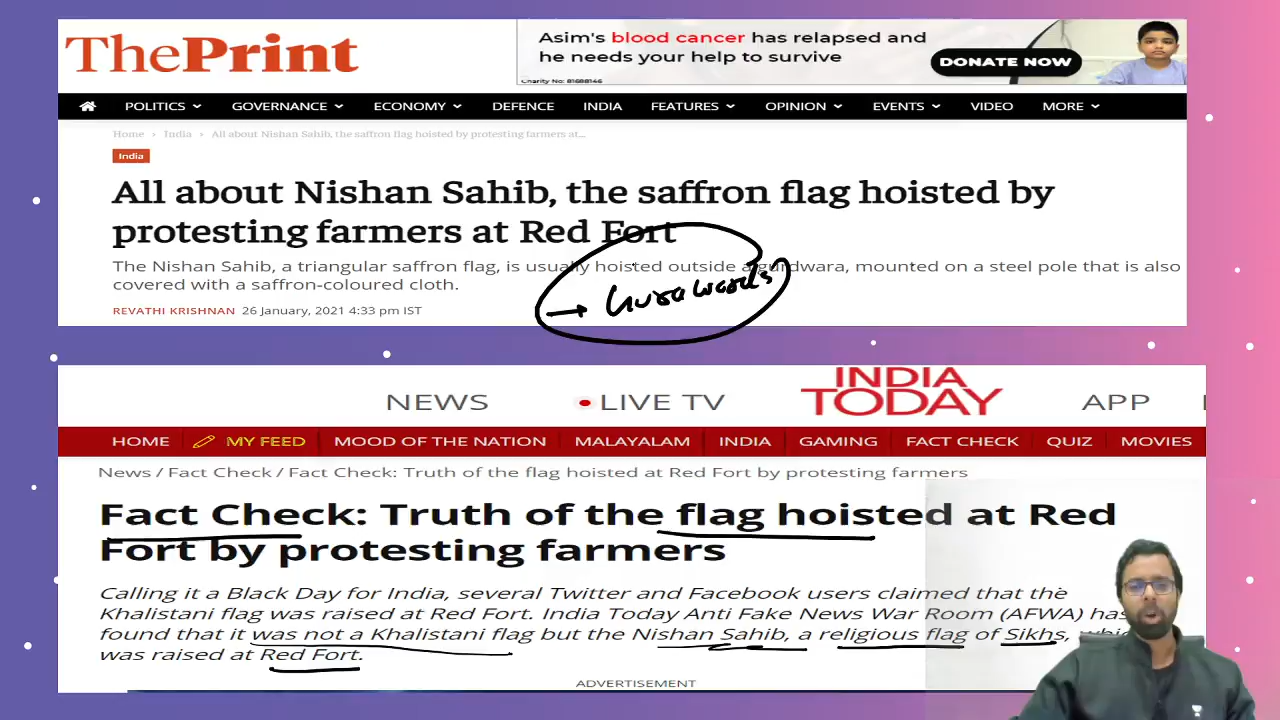 ThePrint
Asim's blood cancer has relapsed and
he needs your help to survive
Charity No: 81688146
DONATE NOW
POLITICS GOVERNANCE ECONOMY DEFENCE INDIA FEATURES OPINION EVENTS VIDEO MORE
Home › India › All about Nishan Sahib, the saffron flag hoisted by protesting farmers at...
India
All about Nishan Sahib, the saffron flag hoisted by
protesting farmers at Red Fort
The Nishan Sahib, a triangular saffron flag, is usually hoisted outside a gurdwara, mounted on a steel pole that is also
covered with a saffron-coloured cloth.
REVATHI KRISHNAN 26 January, 2021 4:33 pm IST
INDIA
TODAY
NEWS LIVE TV APP
HOME MY FEED MOOD OF THE NATION MALAYALAM INDIA GAMING FACT CHECK QUIZ MOVIES
News / Fact Check / Fact Check: Truth of the flag hoisted at Red Fort by protesting farmers
Fact Check: Truth of the flag hoisted at Red
Fort by protesting farmers
Calling it a Black Day for India, several Twitter and Facebook users claimed that the
Khalistani flag was raised at Red Fort. India Today Anti Fake News War Room (AFWA) has
found that it was not a Khalistani flag but the Nishan Sahib, a religious flag of Sikhs,
was raised at Red Fort.
ADVERTISEMENT